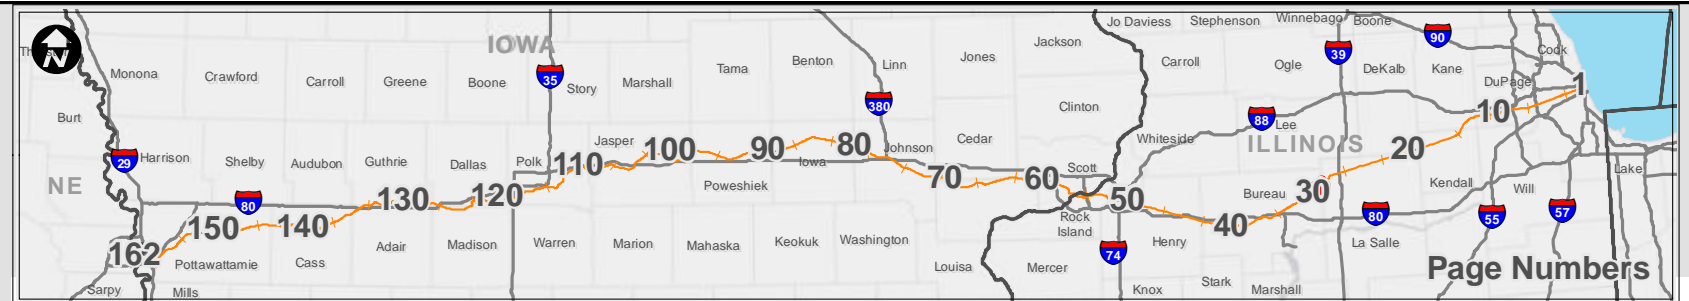 Jo Daviess
Stephenson
Winnebago
Boone
IOWA
Jackson
90
Cook
N
Monona
Crawford
Carroll
Greene
Boone
35
Story
Marshall
Tama
Benton
Linn
Jones
Carroll
39
Ogle
DeKalb
Kane
DuPage
1
Burt
380
Clinton
88
Lee
10
29
Harrison
Shelby
Audubon
Guthrie
Dallas
Polk
110
Jasper
100
90
Iowa
80
Johnson
Cedar
Whiteside
ILLINOIS
20
Scott
Lake
NE
80
150
140
130
120
Poweshiek
70
60
50
Bureau
30
Kendall
Will
162
Pottawattamie
Cass
Adair
Madison
Warren
Marion
Mahaska
Keokuk
Washington
Louisa
Rock
Island
Mercer
74
Henry
40
80
La Salle
55
57
Sarpy
Mills
Knox
Stark
Marshall
Page Numbers